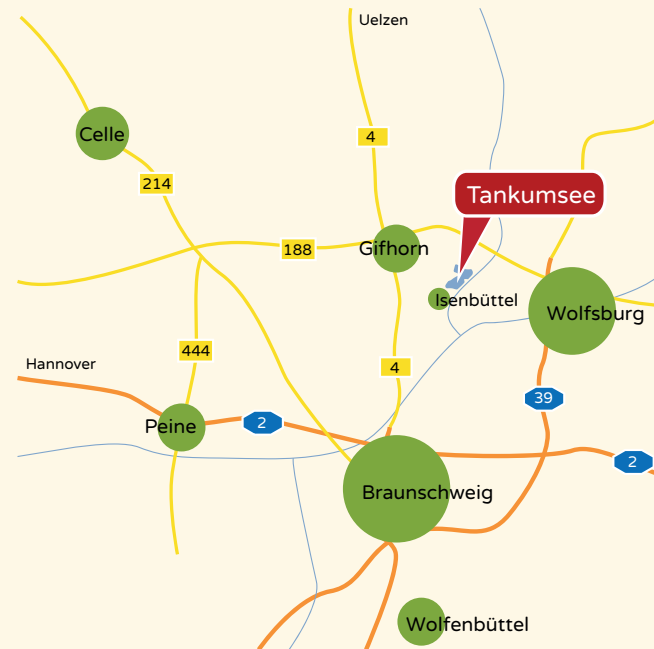 Uelzen
Celle
4
214
Tankumsee
188
Gifhorn
Isenbüttel
Wolfsburg
444
Hannover
4
39
Peine
2
2
Braunschweig
Wolfenbüttel